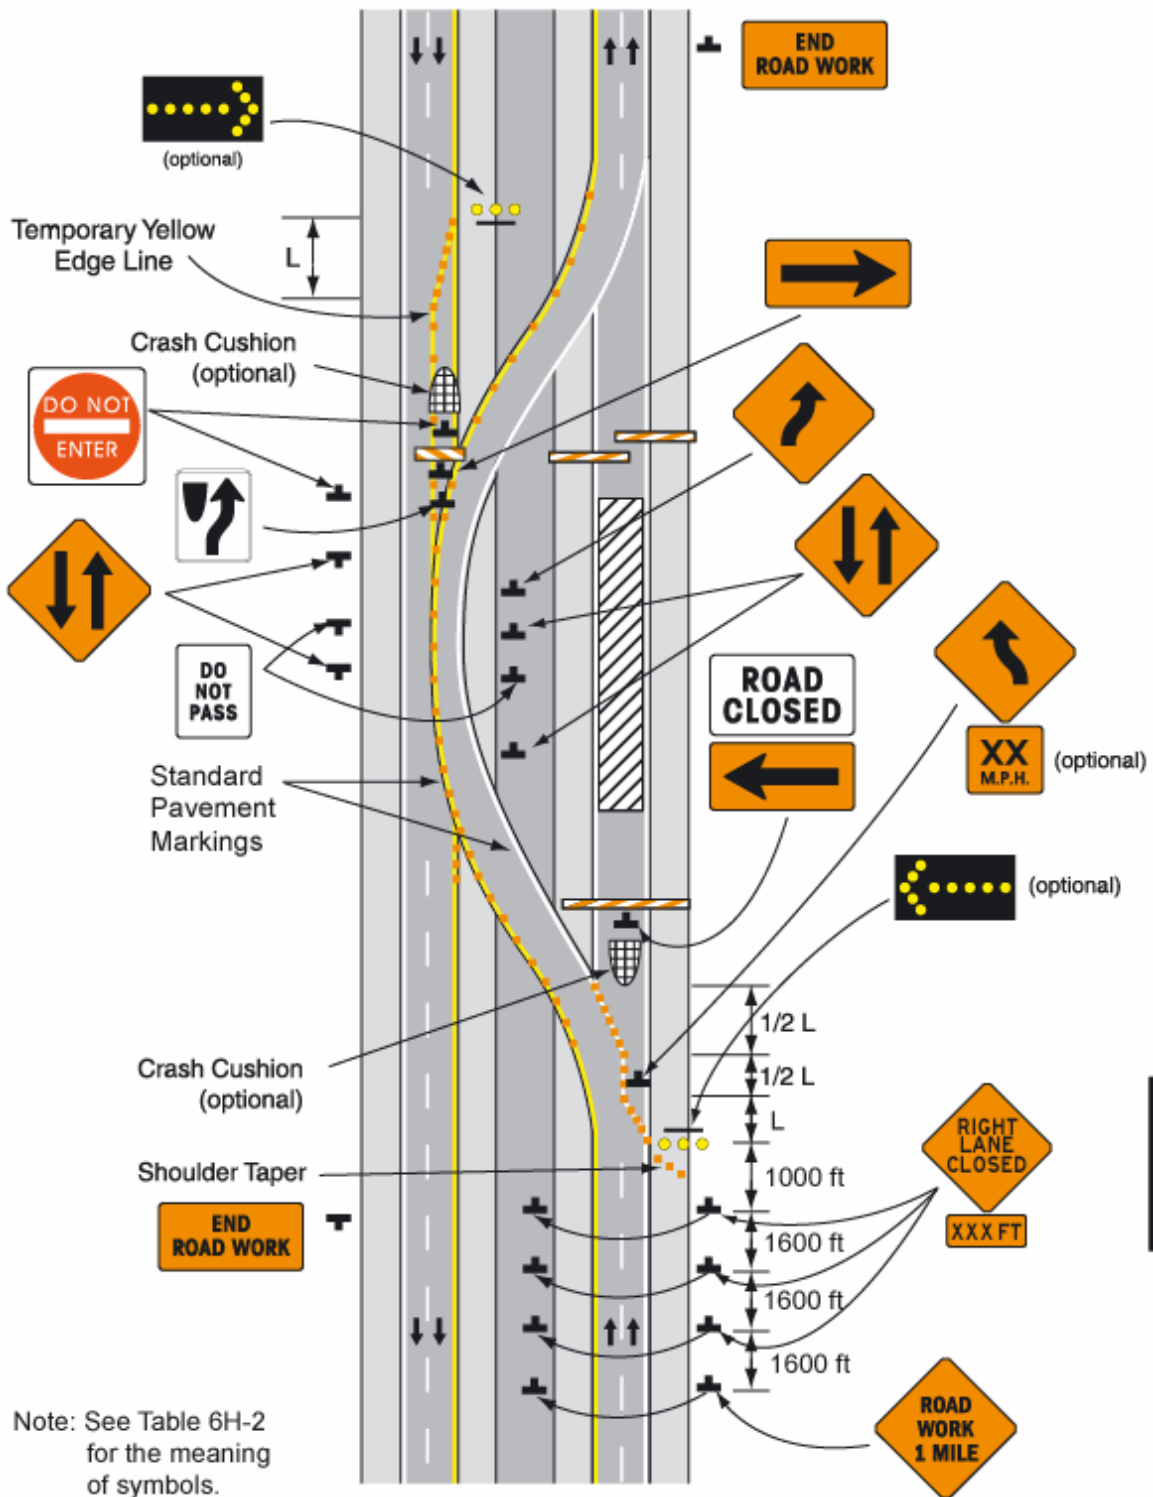 END
ROAD WORK
(optional)
Temporary Yellow
Edge Line
L
Crash Cushion
(optional)
DO NOT
ENTER
DO
NOT
PASS
ROAD
CLOSED
XX
M.P.H.
(optional)
Standard
Pavement
Markings
(optional)
1/2 L
1/2 L
L
Crash Cushion
(optional)
RIGHT
LANE
CLOSED
XXX FT
Shoulder Taper
1000 ft
END
ROAD WORK
1600 ft
1600 ft
1600 ft
ROAD
WORK
1 MILE
Note: See Table 6H-2
for the meaning
of symbols.